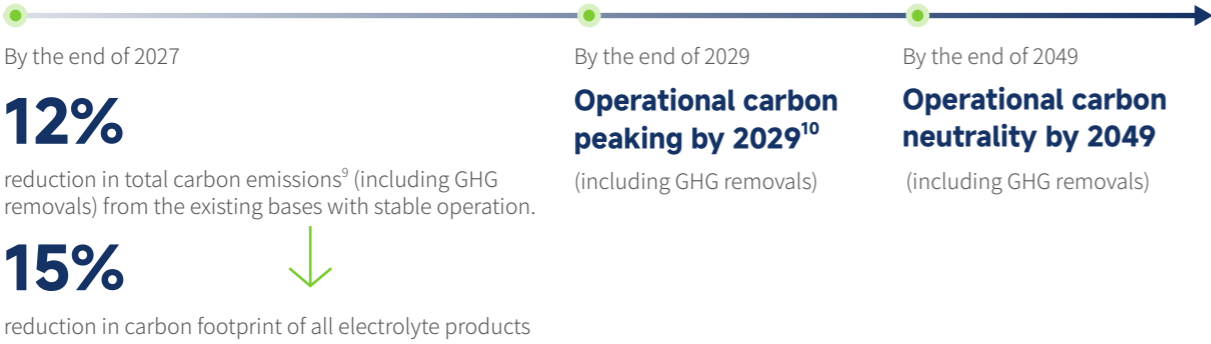 By the end of 2027
12%
reduction in total carbon emissions⁹ (including GHG
removals) from the existing bases with stable operation.
15%
reduction in carbon footprint of all electrolyte products
By the end of 2029
Operational carbon
peaking by 2029¹⁰
(including GHG removals)
By the end of 2049
Operational carbon
neutrality by 2049
(including GHG removals)